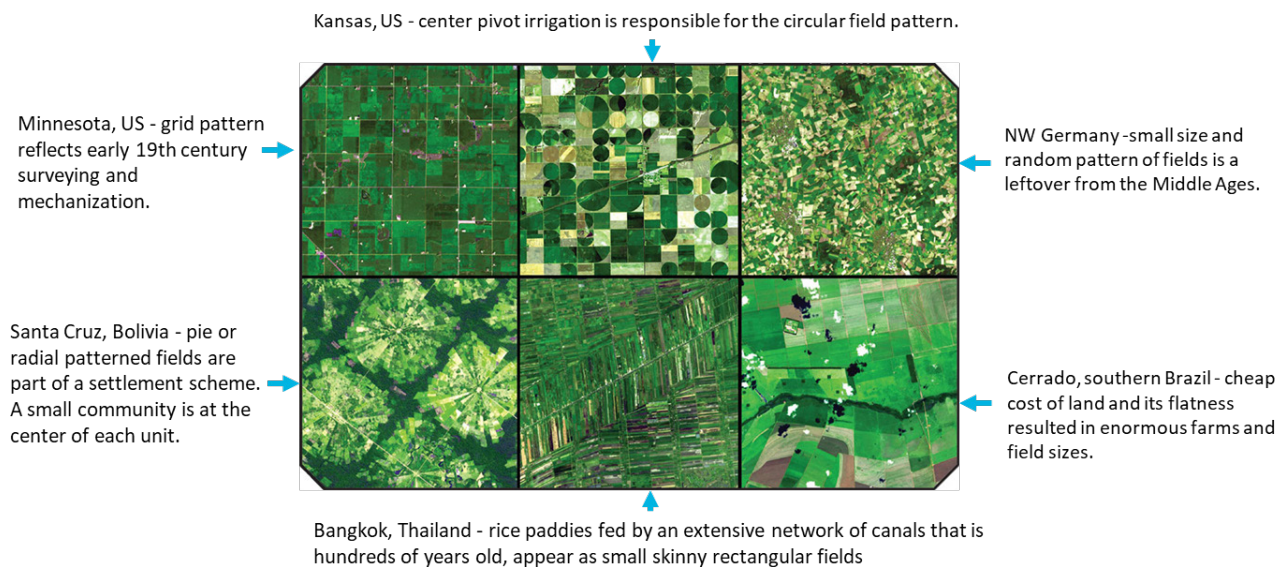 Kansas, US - center pivot irrigation is responsible for the circular field pattern.
Minnesota, US - grid pattern
reflects early 19th century
surveying and
mechanization.
NW Germany -small size and
random pattern of fields is a
leftover from the Middle Ages.
Santa Cruz, Bolivia - pie or
radial patterned fields are
part of a settlement scheme.
A small community is at the
center of each unit.
Cerrado, southern Brazil - cheap
cost of land and its flatness
resulted in enormous farms and
field sizes.
Bangkok, Thailand - rice paddies fed by an extensive network of canals that is
hundreds of years old, appear as small skinny rectangular fields